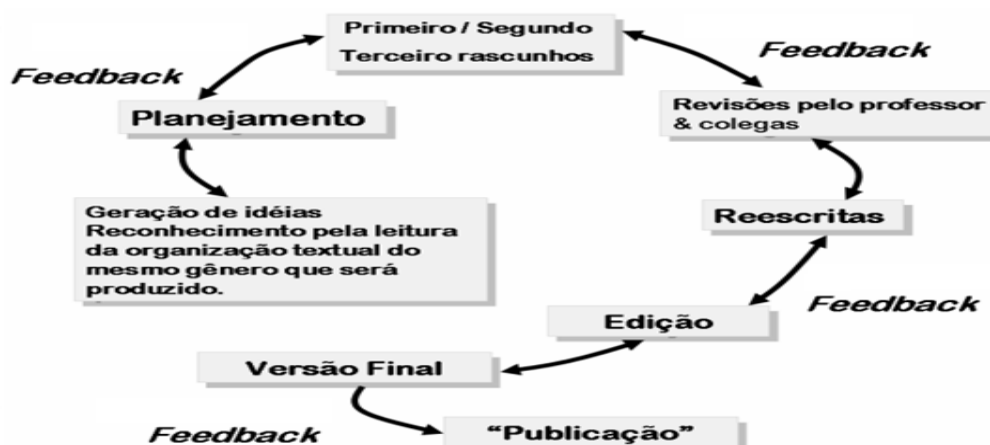 Primeiro / Segundo
Terceiro rascunhos
Feedback
Feedback
Planejamento
Revisões pelo professor
& colegas
Geração de idéias
Reconhecimento pela leitura
da organização textual do
mesmo gênero que será
produzido.
Reescritas
Feedback
Edição
Versão Final
Feedback
“Publicação”